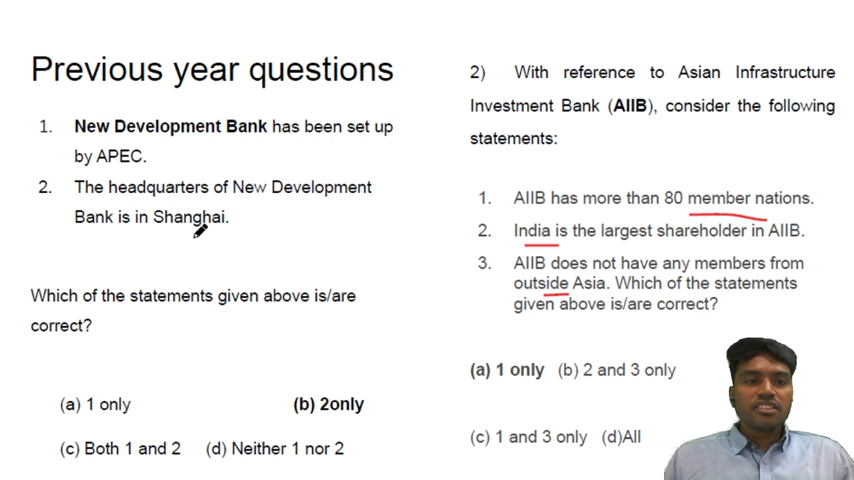 Previous year questions
1. New Development Bank has been set up
by APEC.
2. The headquarters of New Development
Bank is in Shanghai.
Which of the statements given above is/are
correct?
(a) 1 only (b) 2only
(c) Both 1 and 2 (d) Neither 1 nor 2
2) With reference to Asian Infrastructure
Investment Bank (AIIB), consider the following
statements:
1. AIIB has more than 80 member nations.
2. India is the largest shareholder in AIIB.
3. AIIB does not have any members from
outside Asia. Which of the statements
given above is/are correct?
(a) 1 only (b) 2 and 3 only
(c) 1 and 3 only (d)All